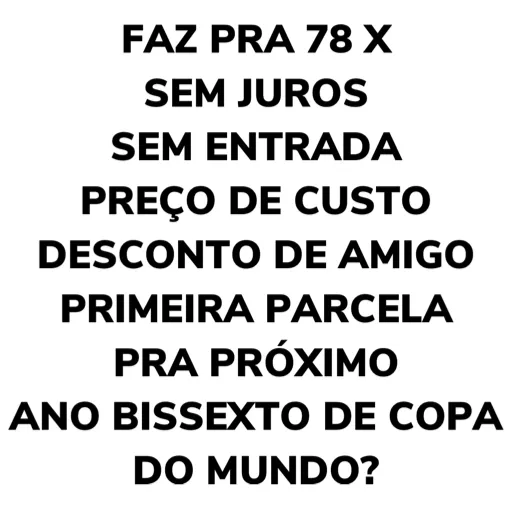 FAZ PRA 78 X
SEM JUROS
SEM ENTRADA
PREÇO DE CUSTO
DESCONTO DE AMIGO
PRIMEIRA PARCELA
PRA PRÓXIMO
ANO BISSEXTO DE COPA
DO MUNDO?